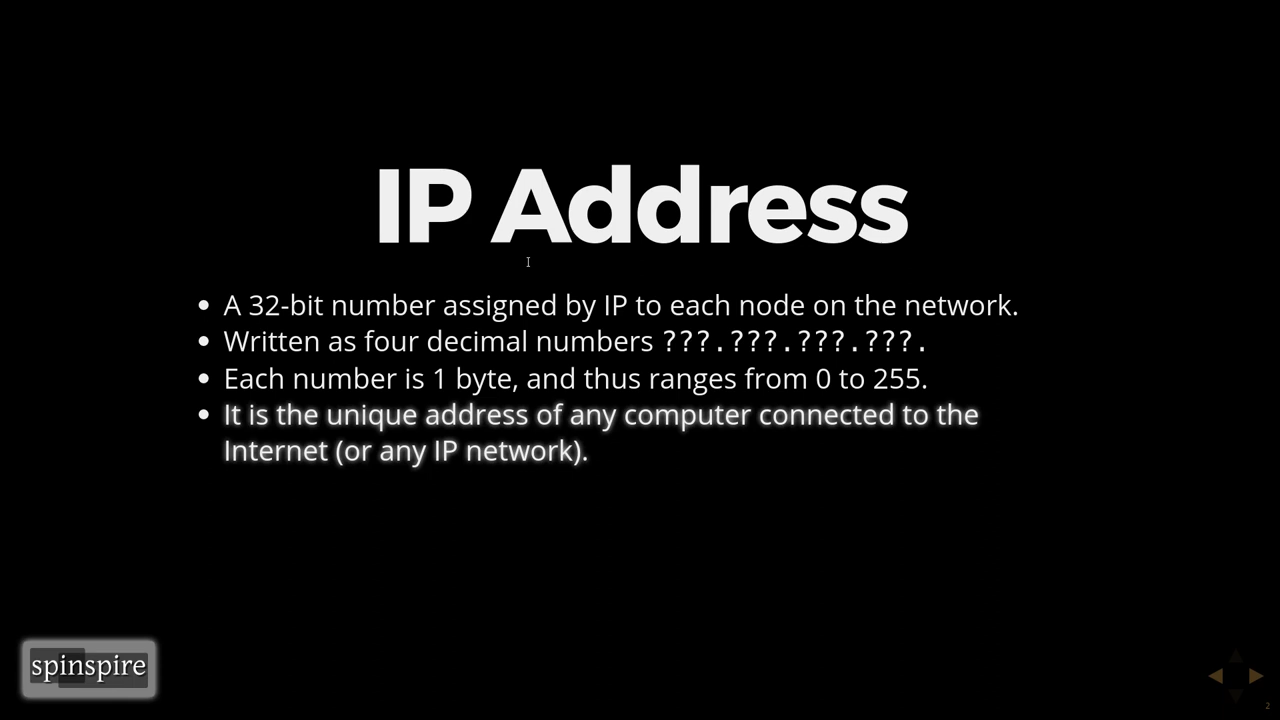 IP Address
• A 32-bit number assigned by IP to each node on the network.
• Written as four decimal numbers ???.???.???.???.
• Each number is 1 byte, and thus ranges from 0 to 255.
• It is the unique address of any computer connected to the
Internet (or any IP network).
spinspire
2